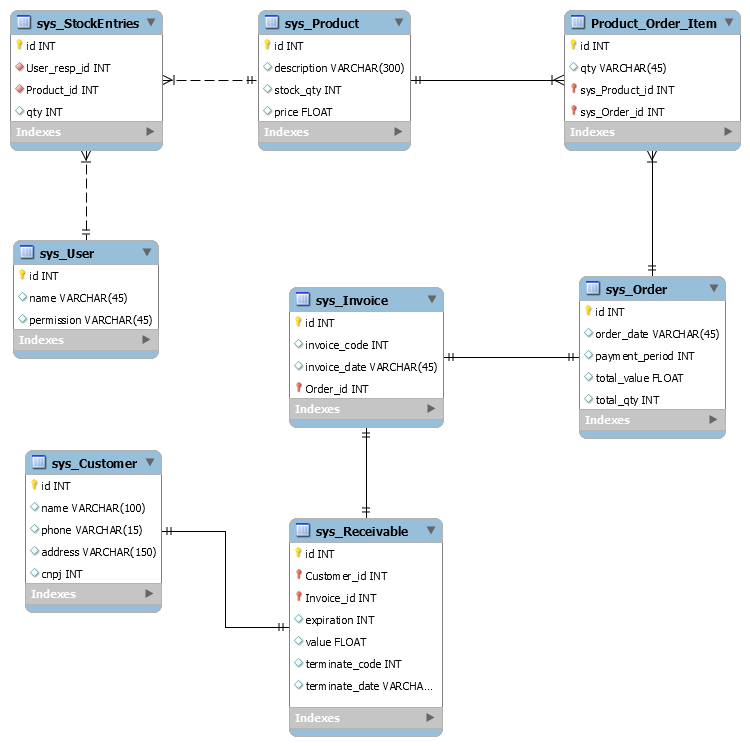 sys_StockEntries
id INT
User_resp_id INT
Product_id INT
qty INT
Indexes
sys_Product
id INT
description VARCHAR(300)
stock_qty INT
price FLOAT
Indexes
Product_Order_Item
id INT
qty VARCHAR(45)
sys_Product_id INT
sys_Order_id INT
Indexes
sys_User
id INT
name VARCHAR(45)
permission VARCHAR(45)
Indexes
sys_Invoice
id INT
invoice_code INT
invoice_date VARCHAR(45)
Order_id INT
Indexes
sys_Order
id INT
order_date VARCHAR(45)
payment_period INT
total_value FLOAT
total_qty INT
Indexes
sys_Customer
id INT
name VARCHAR(100)
phone VARCHAR(15)
address VARCHAR(150)
cnpj INT
Indexes
sys_Receivable
id INT
Customer_id INT
Invoice_id INT
expiration INT
value FLOAT
terminate_code INT
terminate_date VARCHA...
Indexes